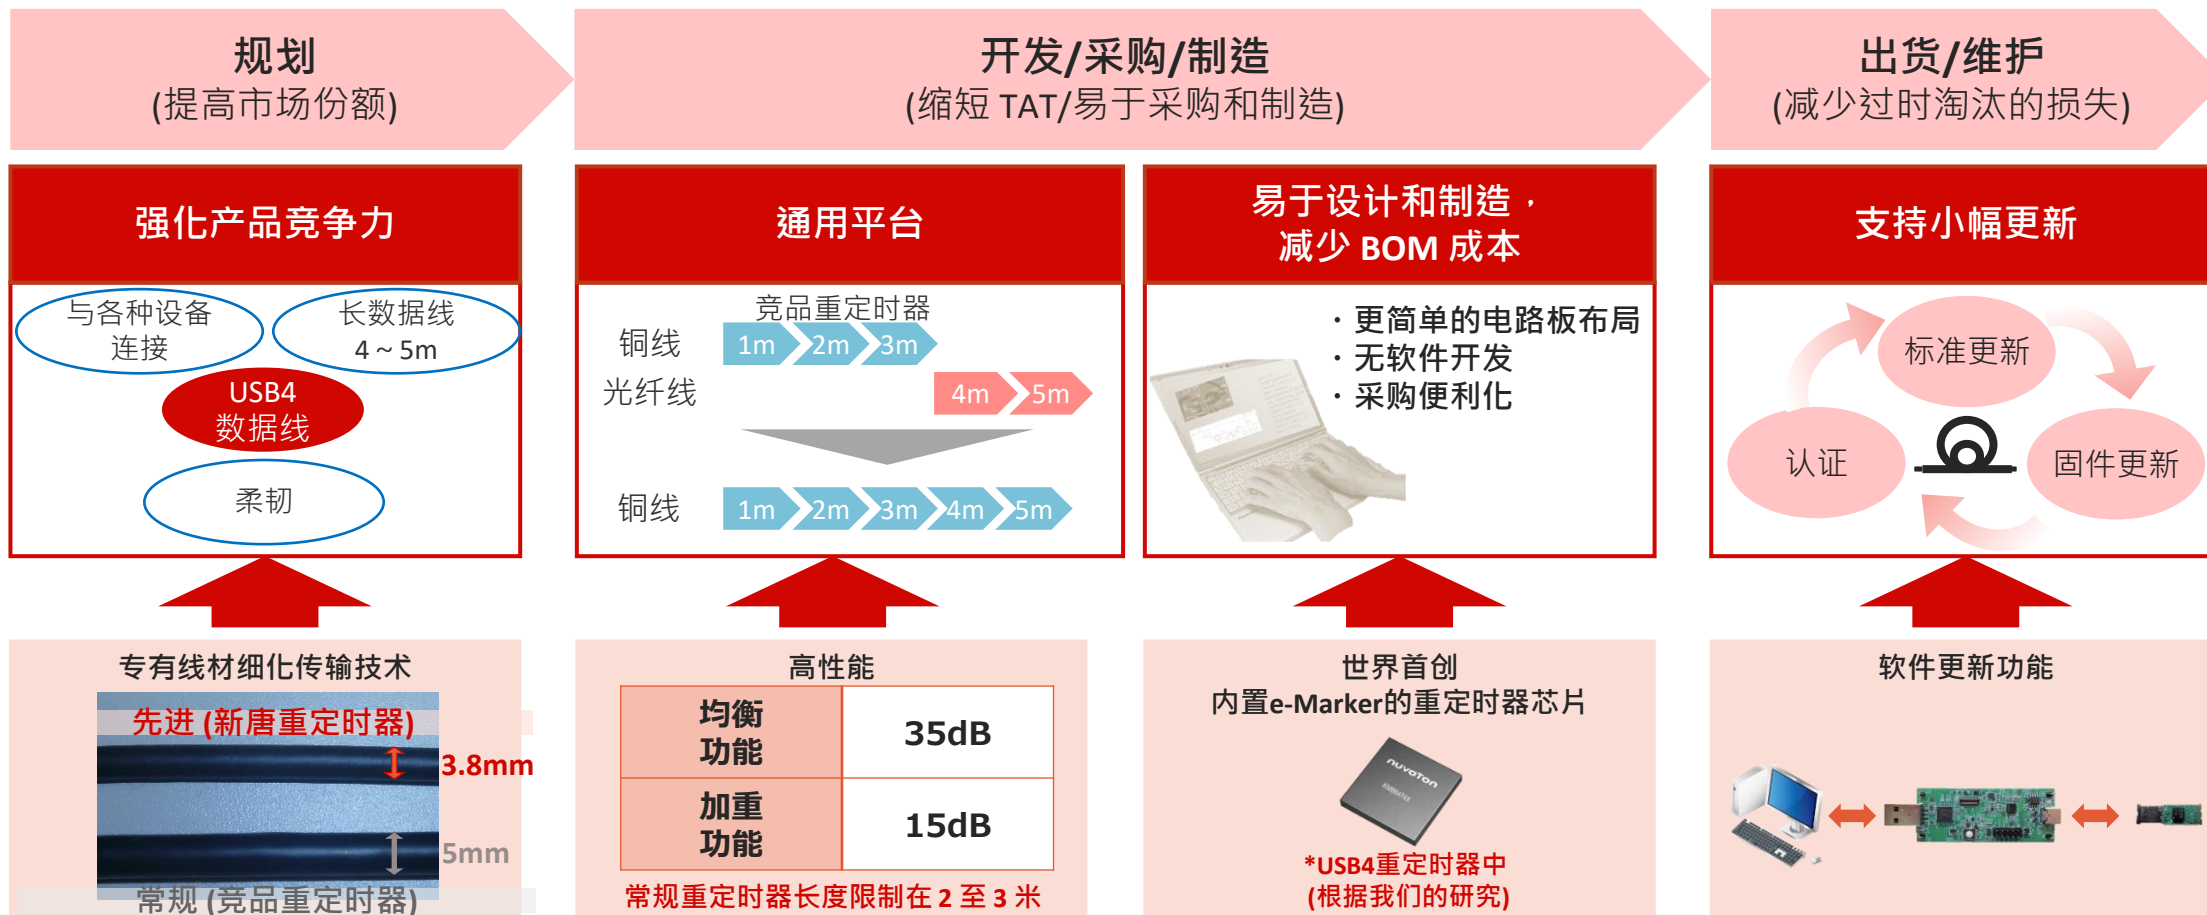 规划
(提高市场份额)
开发/采购/制造
(缩短 TAT/易于采购和制造)
出货/维护
(减少过时淘汰的损失)
强化产品竞争力
与各种设备
连接
长数据线
4～5m
USB4
数据线
柔韧
通用平台
竞品重定时器
铜线
1m
2m
3m
光纤线
4m
5m
铜线
1m
2m
3m
4m
5m
易于设计和制造，
减少 BOM 成本
・更简单的电路板布局
・无软件开发
・采购便利化
支持小幅更新
标准更新
认证
固件更新
专有线材细化传输技术
先进 (新唐重定时器)
3.8mm
5mm
常规 (竞品重定时器)
高性能
均衡
功能
35dB
加重
功能
15dB
常规重定时器长度限制在 2 至 3 米
世界首创
内置e-Marker的重定时器芯片
nuvoTon
*USB4重定时器中
(根据我们的研究)
软件更新功能